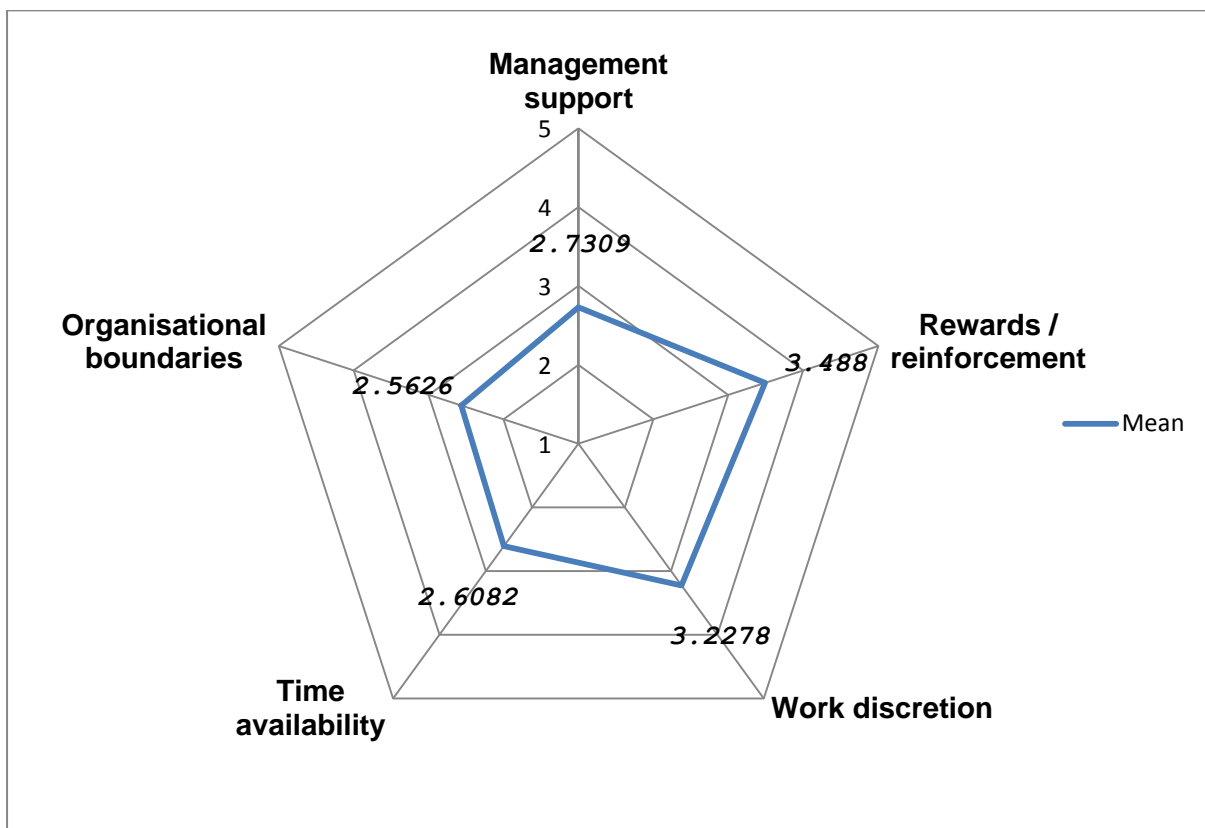 Management
support
5
4
2.7309
3
Organisational
boundaries
Rewards /
reinforcement
3.488
2.5626
2
Mean
1
2.6082
3.2278
Time
availability
Work discretion